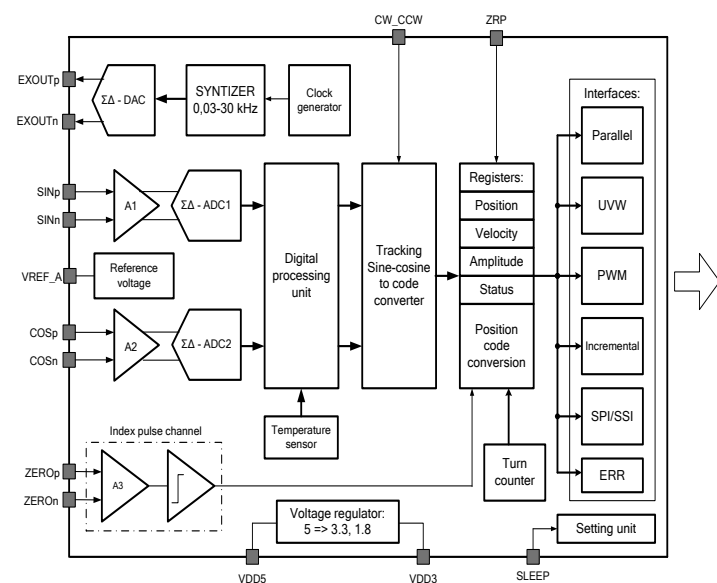 CW_CCW
ZRP
EXOUTp
EXOUTn
ΣΔ - DAC
SYNTIZER
0,03-30 kHz
Clock
generator
Interfaces:
Parallel
UVW
PWM
Incremental
SPI/SSI
ERR
SINp
SINn
A1
ΣΔ - ADC1
VREF_A
Reference
voltage
COSp
COSn
A2
ΣΔ - ADC2
Digital
processing
unit
Tracking
Sine-cosine
to code
converter
Registers:
Position
Velocity
Amplitude
Status
Position
code
conversion
Temperature
sensor
Turn
counter
Index pulse channel
ZEROp
ZEROn
A3
Voltage regulator:
5 => 3.3, 1.8
Setting unit
VDD5
VDD3
SLEEP